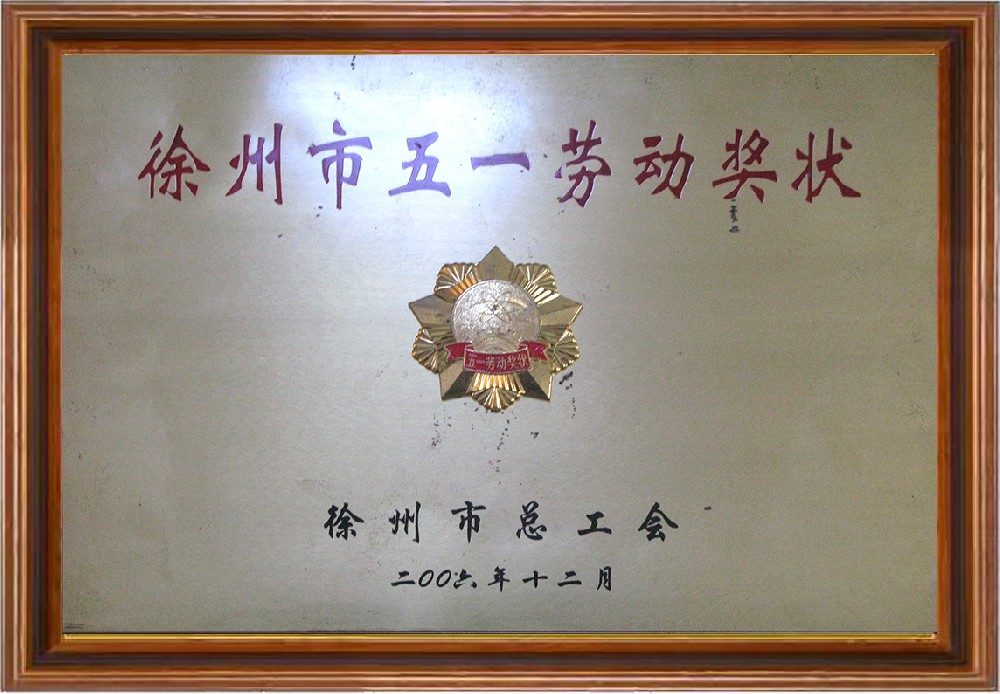 徐州市五一劳动奖状
五一劳动奖状
徐州市总工会
二00六年十二月